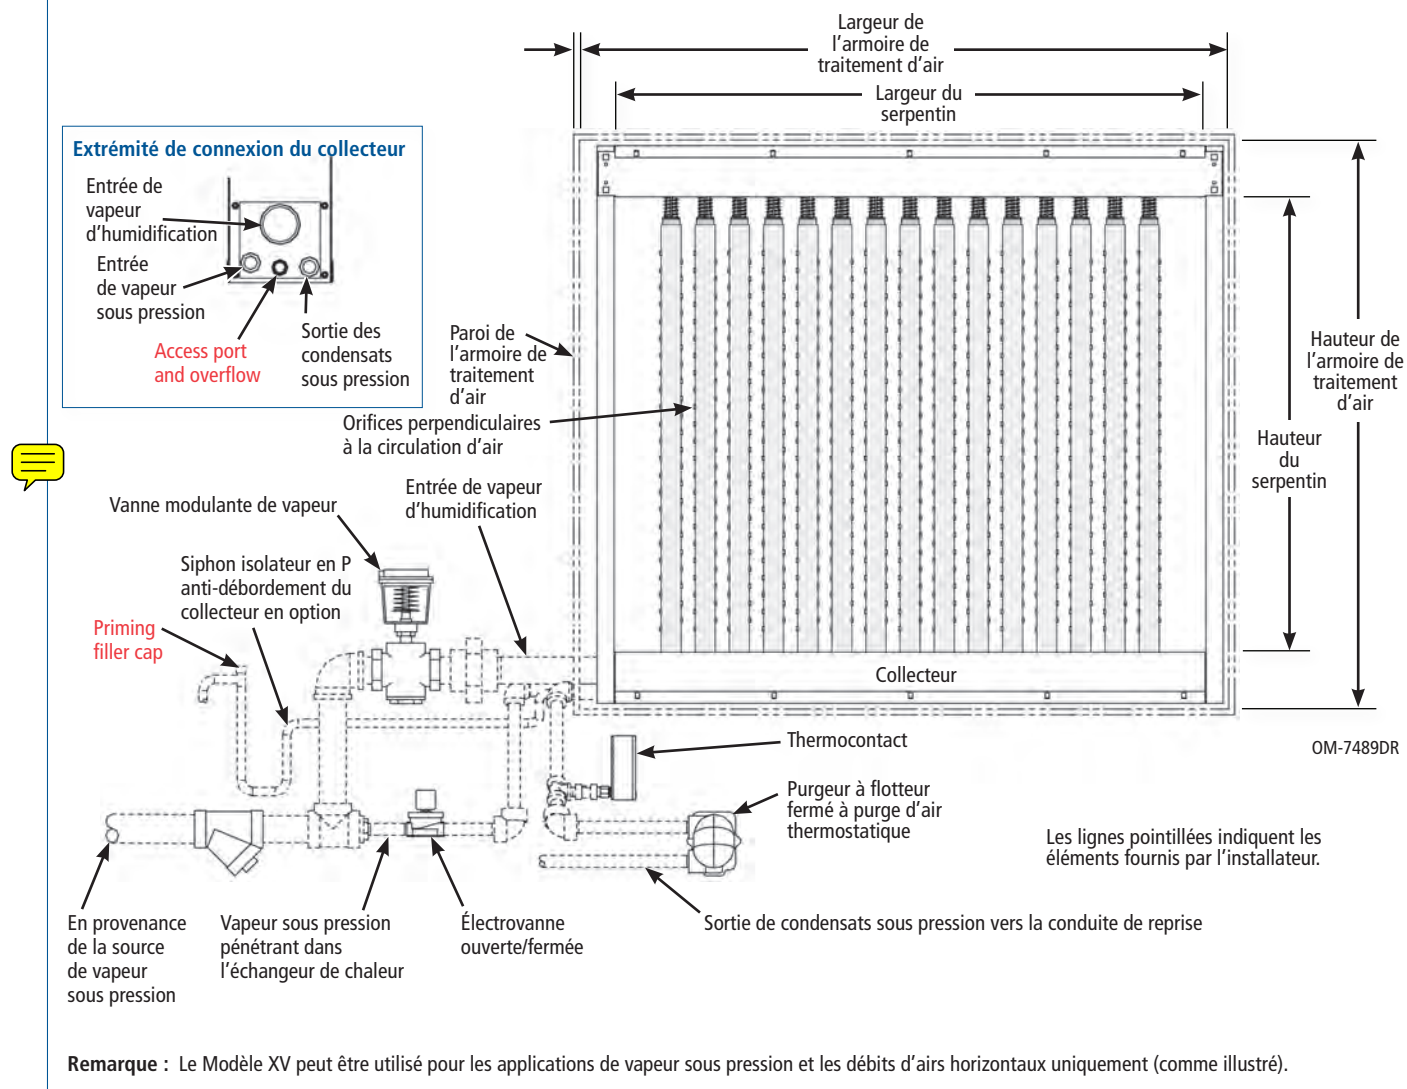 Largeur de
l’armoire de
traitement d’air
Largeur du
serpentin
Extrémité de connexion du collecteur
Entrée de
vapeur
d’humidification
Entrée
de vapeur
sous pression
Access port
and overflow
Sortie des
condensats
sous pression
Paroi de
l’armoire de
traitement
d’air
Orifices perpendiculaires
à la circulation d’air
Hauteur de
l’armoire de
traitement
d’air
Hauteur
du
serpentin
Entrée de vapeur
d’humidification
Vanne modulante de vapeur
Siphon isolateur en P
anti-débordement du
collecteur en option
Priming
filler cap
Collecteur
Thermocontact
OM-7489DR
Purgeur à flotteur
fermé à purge d’air
thermostatique
Les lignes pointillées indiquent les
éléments fournis par l’installateur.
En provenance
de la source
de vapeur
sous pression
Vapeur sous pression
pénétrant dans
l’échangeur de chaleur
Électrovanne
ouverte/fermée
Sortie de condensats sous pression vers la conduite de reprise
Remarque : Le Modèle XV peut être utilisé pour les applications de vapeur sous pression et les débits d’airs horizontaux uniquement (comme illustré).